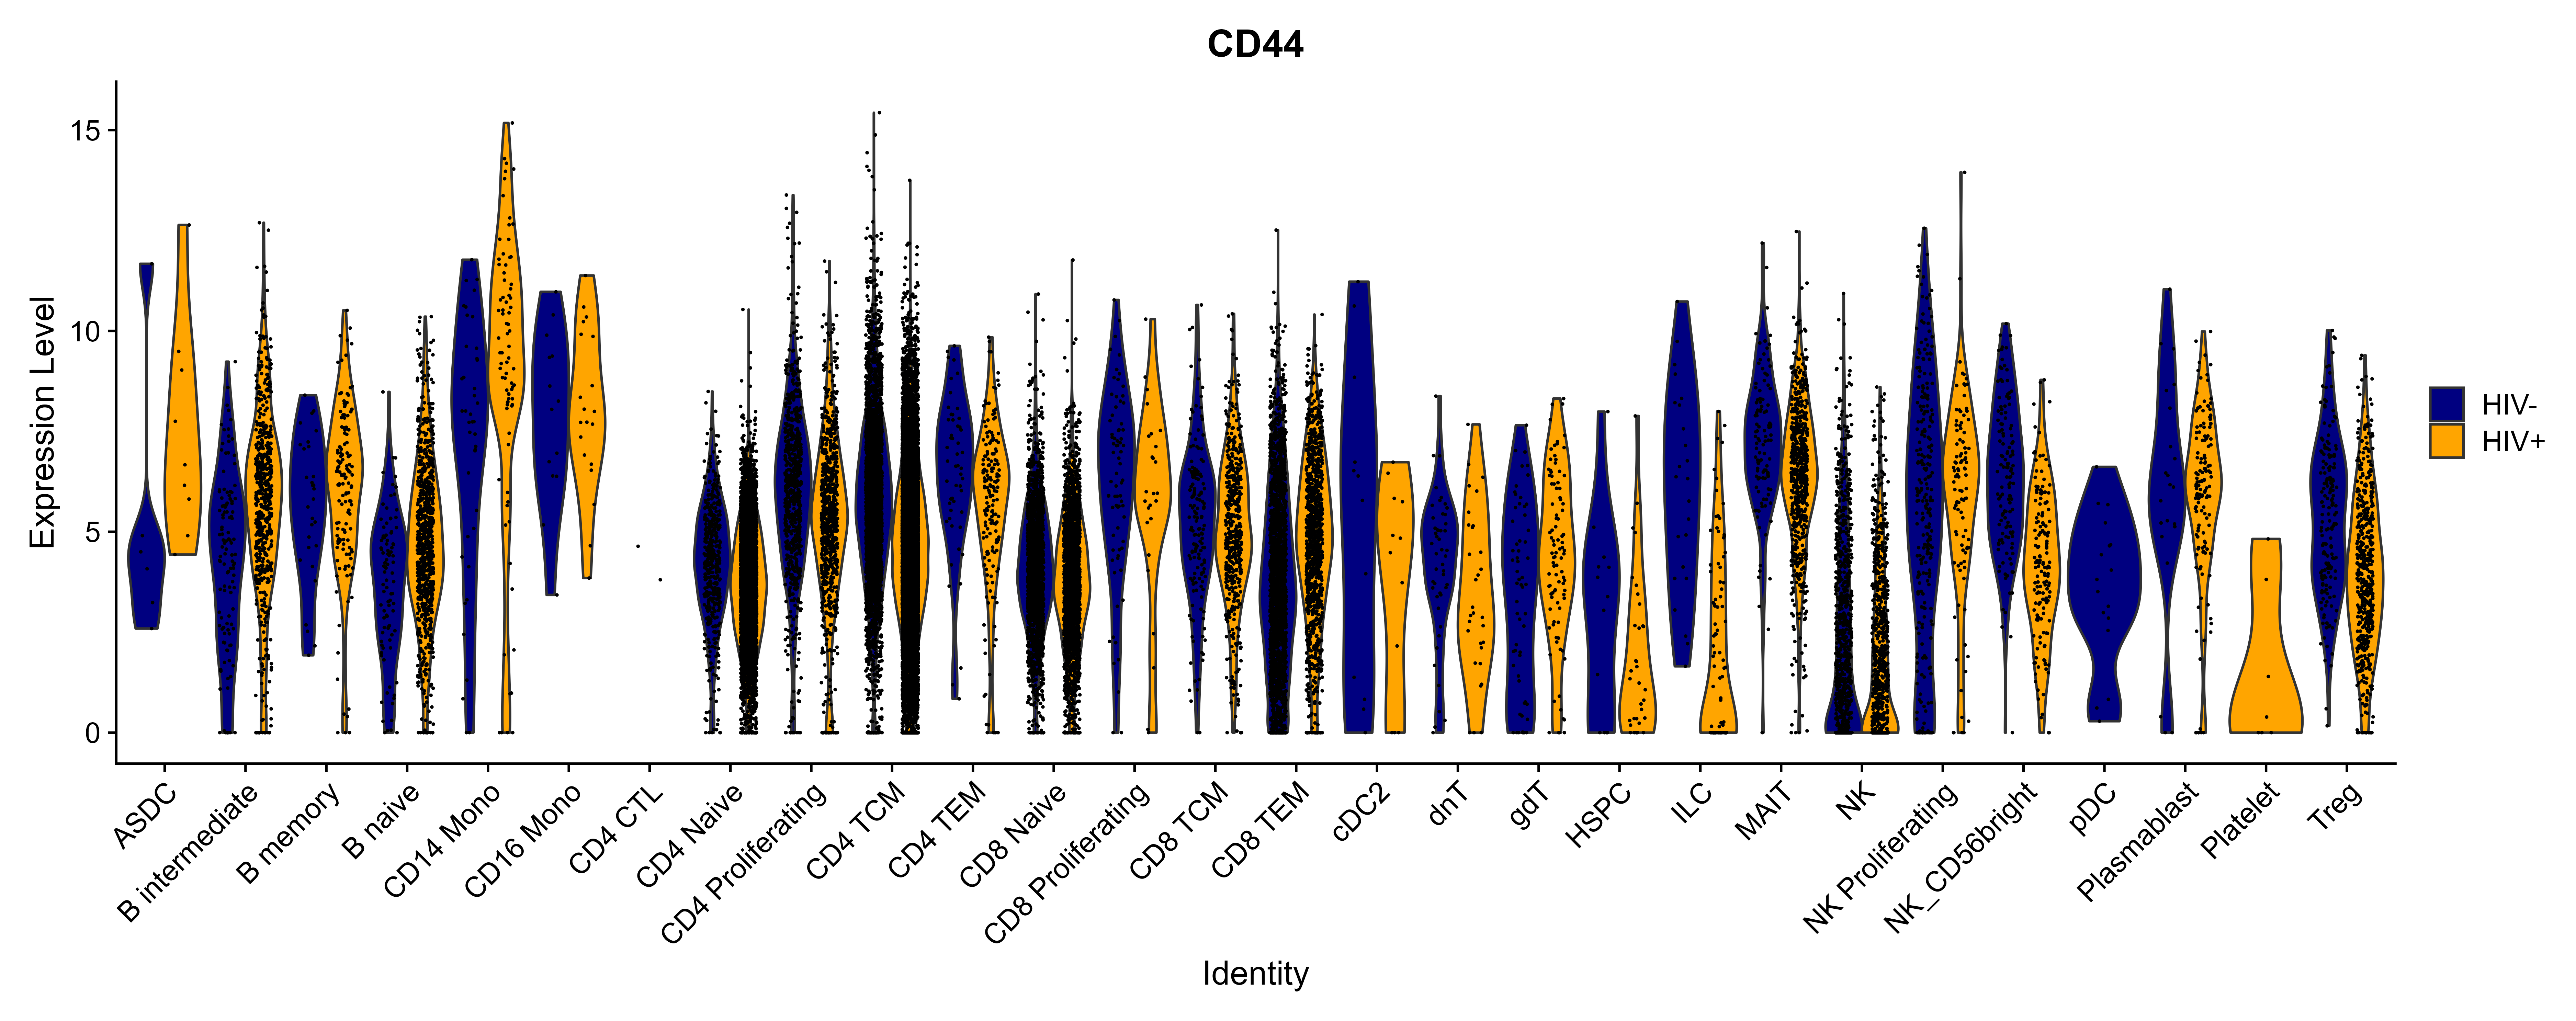 CD44
Expression Level
15
10
5
0
ASDC
B intermediate
B memory
B naive
CD14 Mono
CD16 Mono
CD4 CTL
CD4 Naive
CD4 Proliferating
CD4 TCM
CD4 TEM
CD8 Naive
CD8 Proliferating
CD8 TCM
CD8 TEM
cDC2
dnT
gdT
HSPC
ILC
MAIT
NK
NK Proliferating
NK_CD56bright
pDC
Plasmablast
Platelet
Treg
Identity
HIV-
HIV+